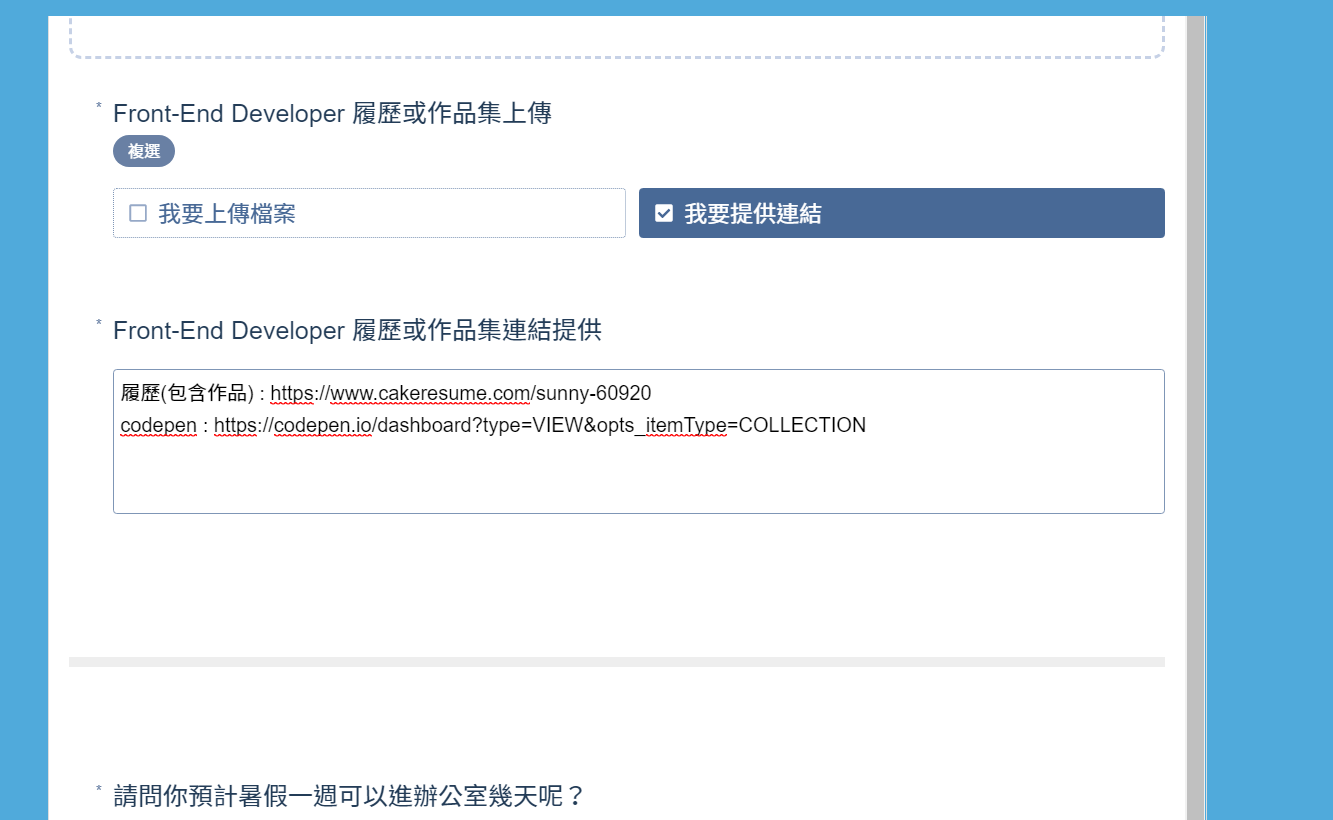 * Front-End Developer 履歷或作品集上傳
複選
我要上傳檔案
我要提供連結
* Front-End Developer 履歷或作品集連結提供
履歷(包含作品) : https://www.cakeresume.com/sunny-60920
codepen : https://codepen.io/dashboard?type=VIEW&opts_itemType=COLLECTION
* 請問你預計暑假一週可以進辦公室幾天呢？